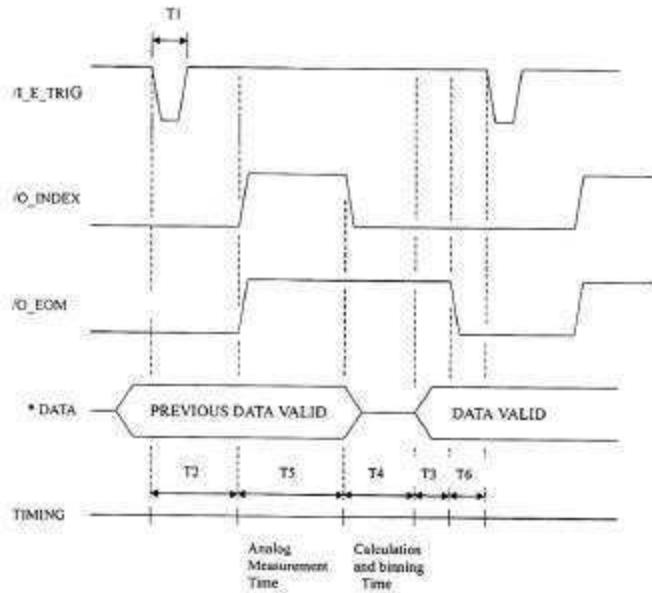 T1
/I_E_TRIG
/O_INDEX
/O_EOM
* DATA
PREVIOUS DATA VALID
DATA VALID
T2
T5
T4
T3
T6
TIMING
Analog
Measurement
Time
Calculation
and binning
Time